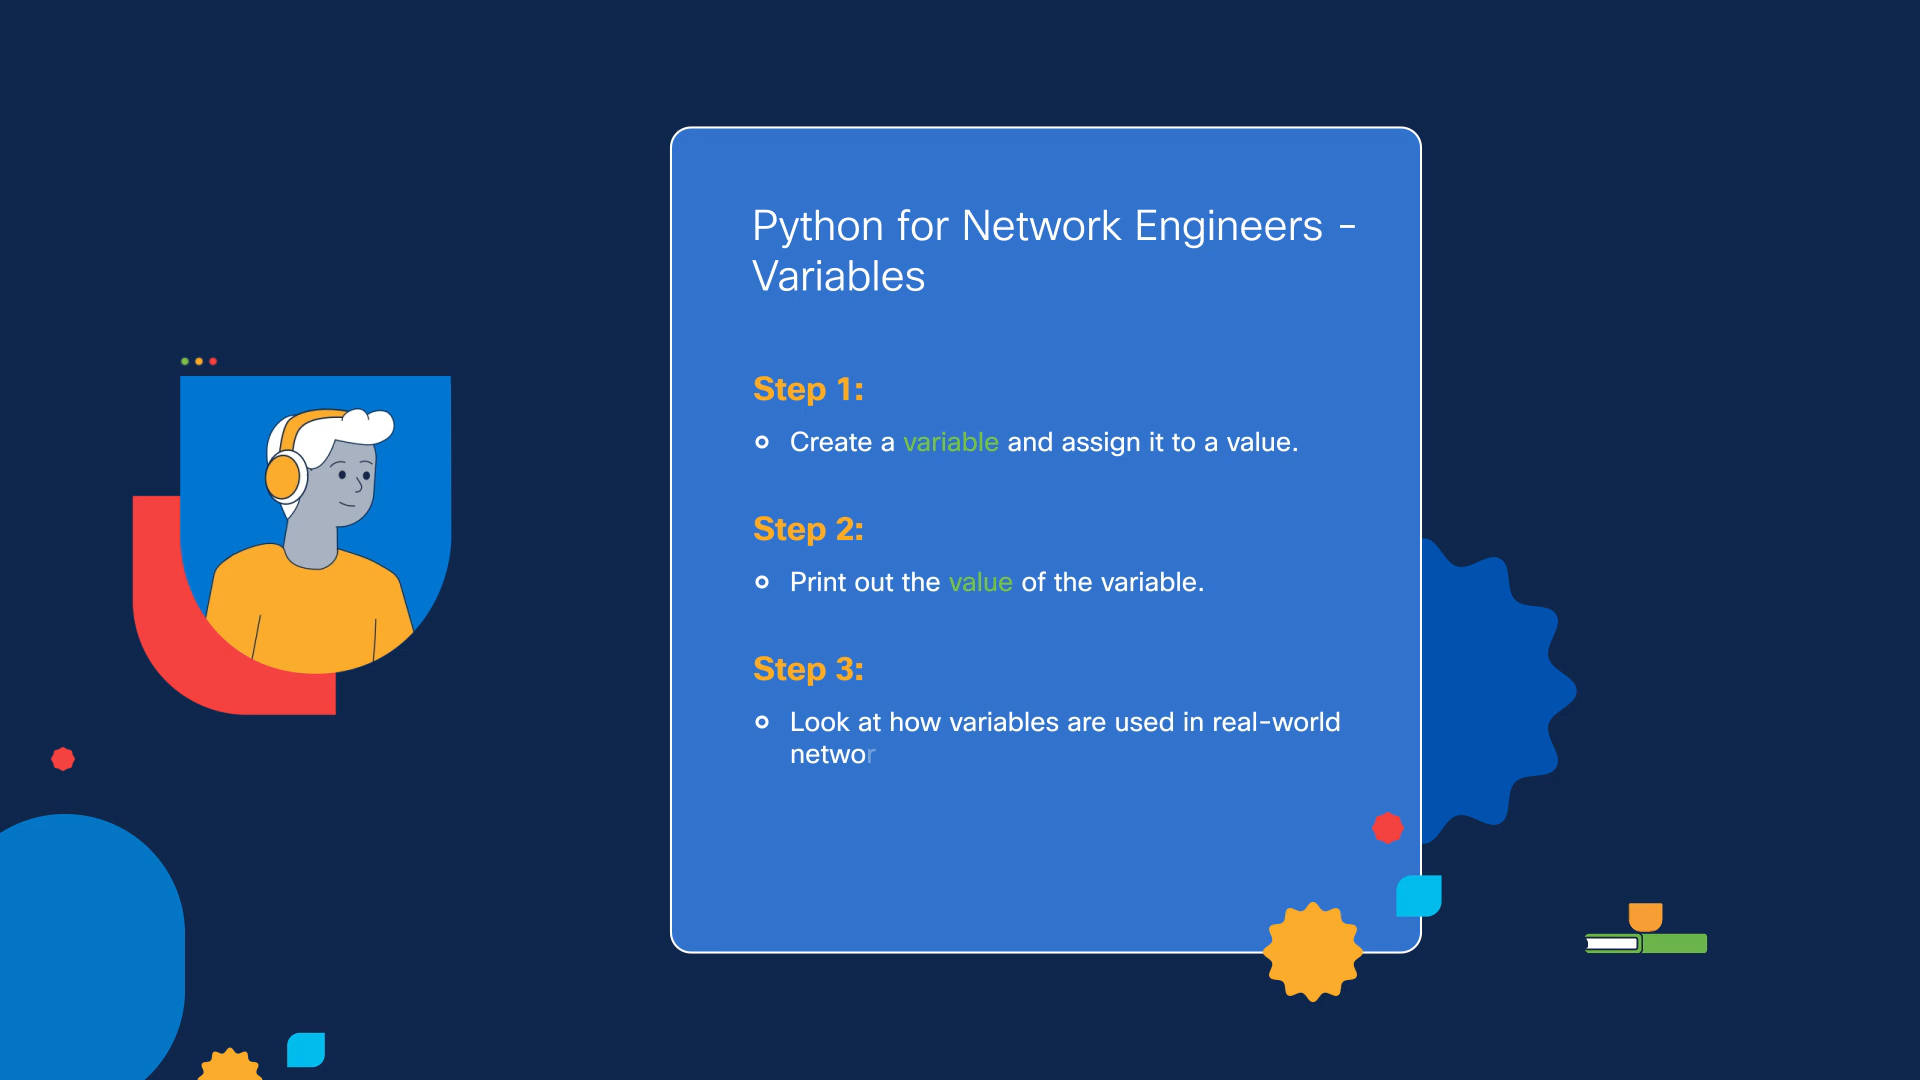 Python for Network Engineers -
Variables
Step 1:
Create a variable and assign it to a value.
Step 2:
Print out the value of the variable.
Step 3:
Look at how variables are used in real-world
networ